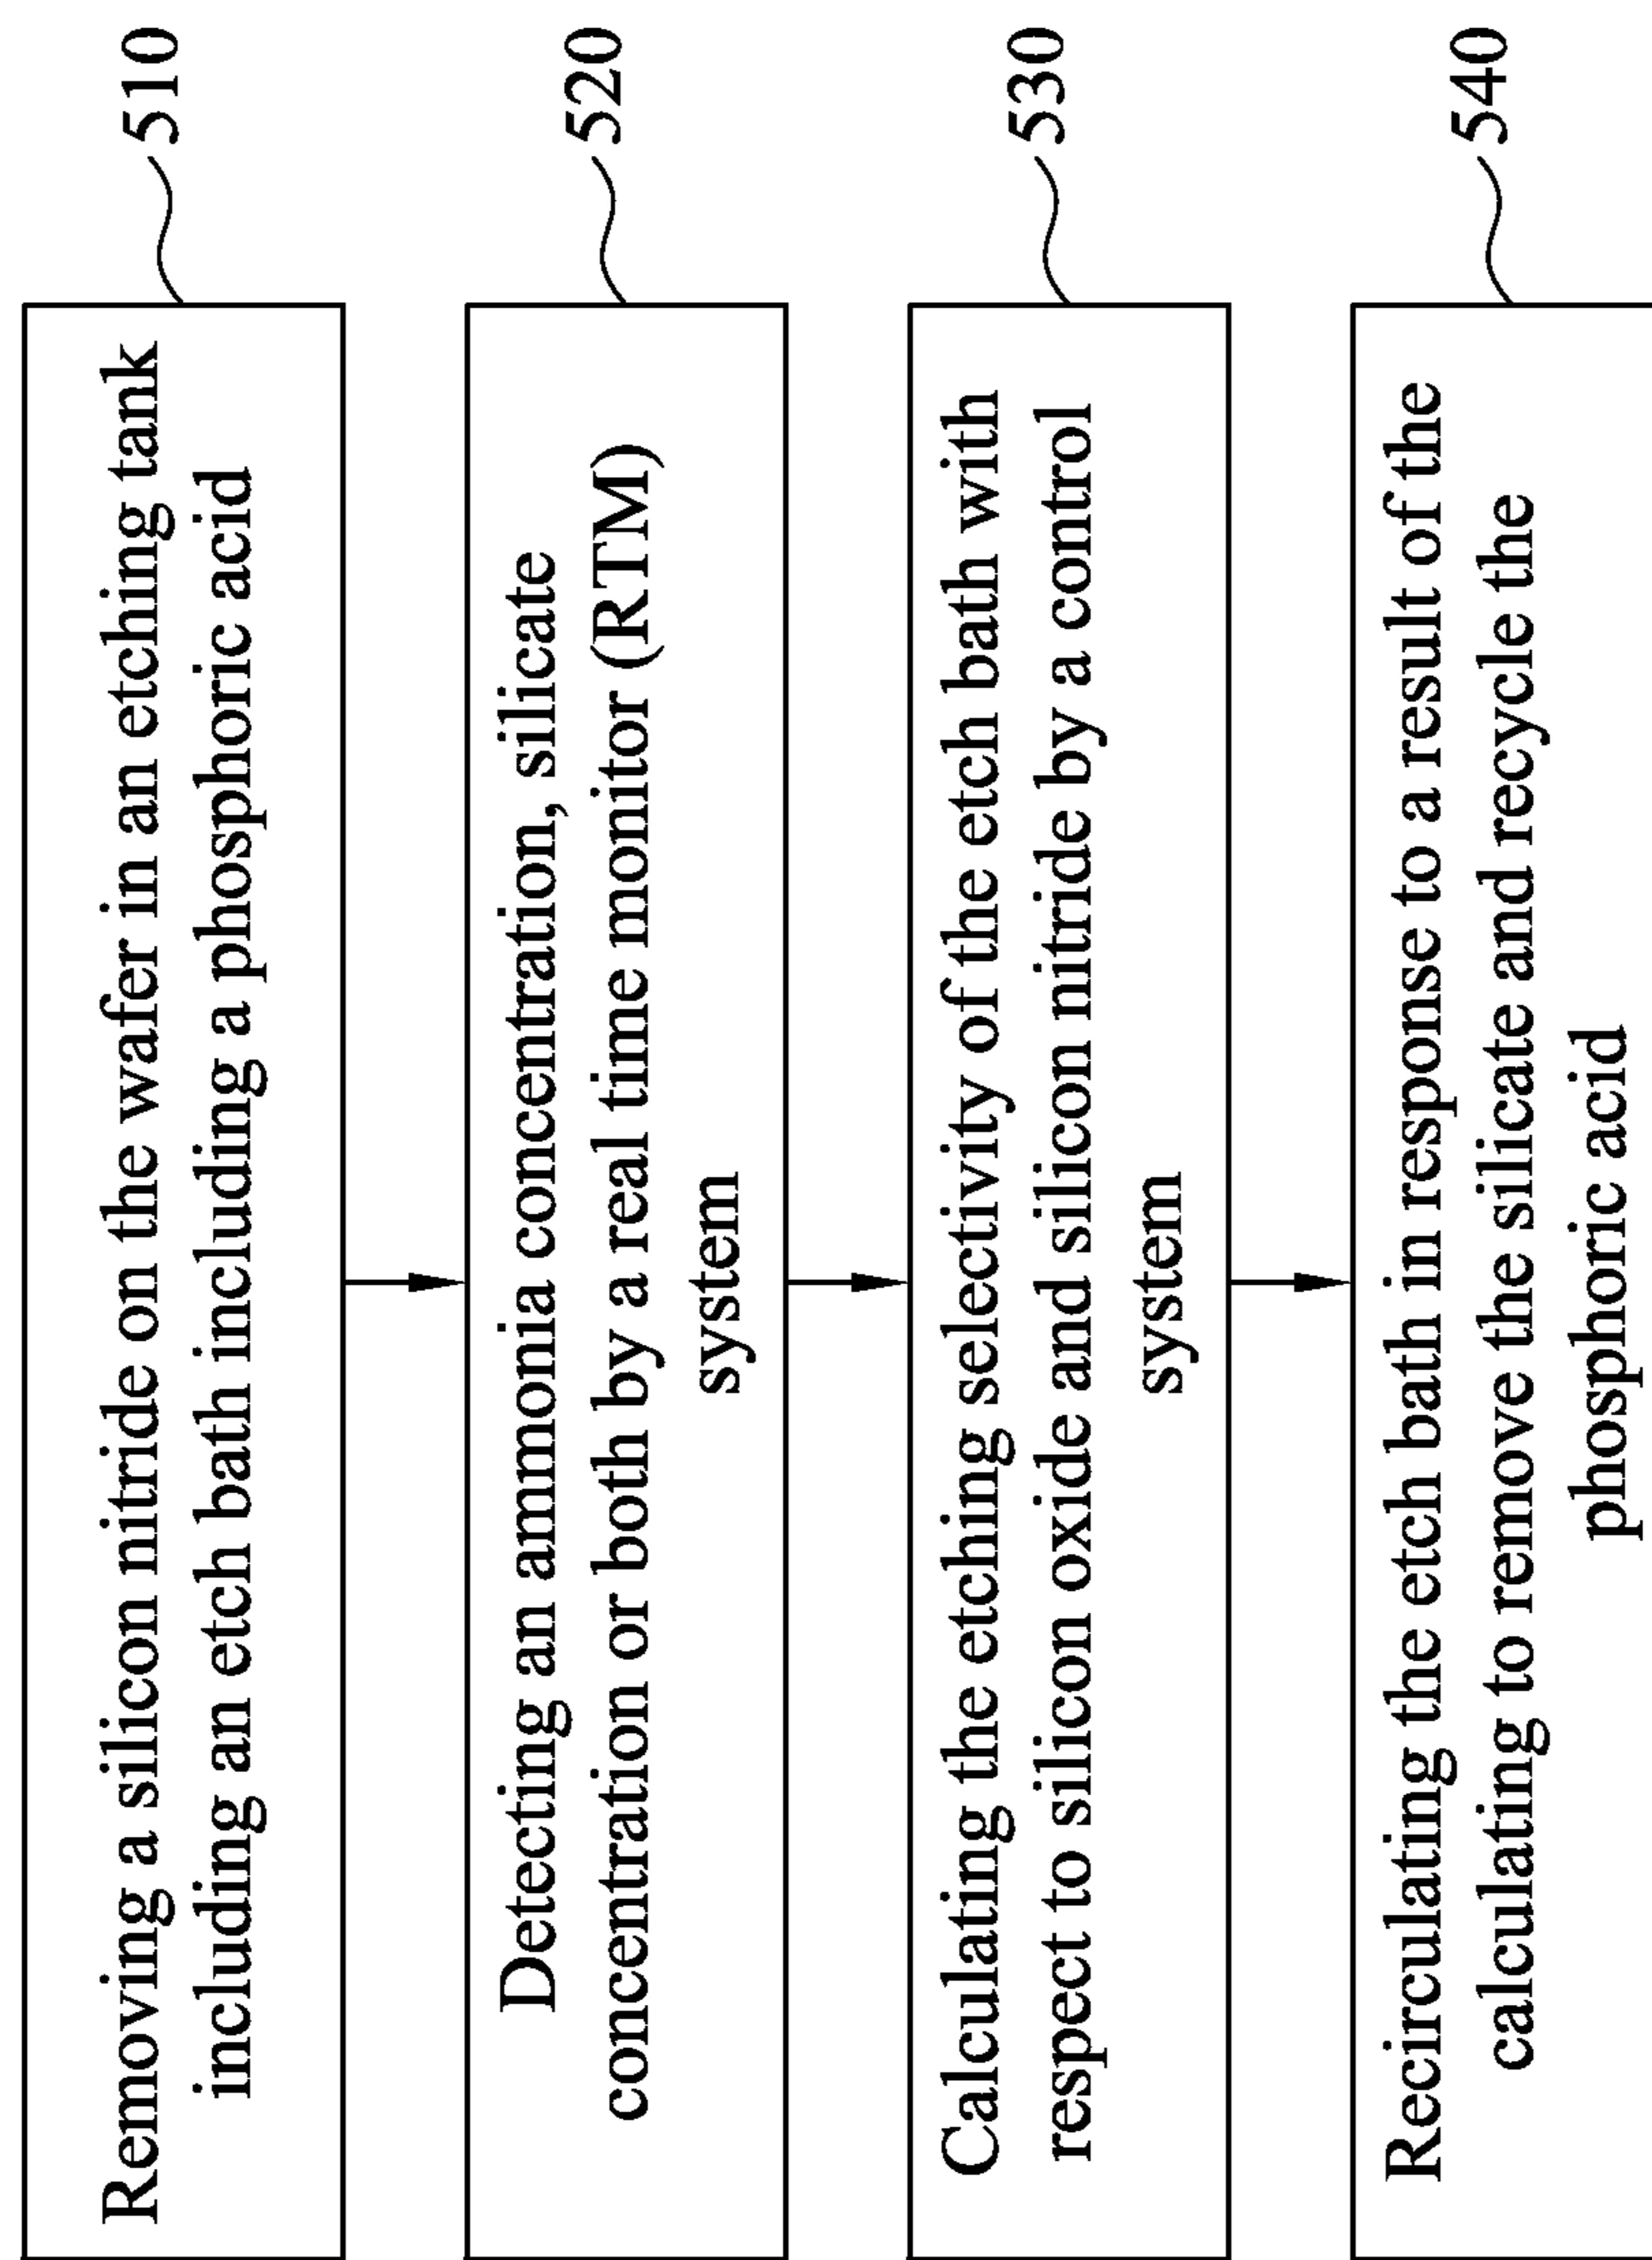 Removing a silicon nitride on the wafer in an etching tank
including an etch bath including a phosphoric acid
510
Detecting an ammonia concentration, silicate
concentration or both by a real time monitor (RTM)
system
520
Calculating the etching selectivity of the etch bath with
respect to silicon oxide and silicon nitride by a control
system
530
Recirculating the etch bath in response to a result of the
calculating to remove the silicate and recycle the
phosphoric acid
540